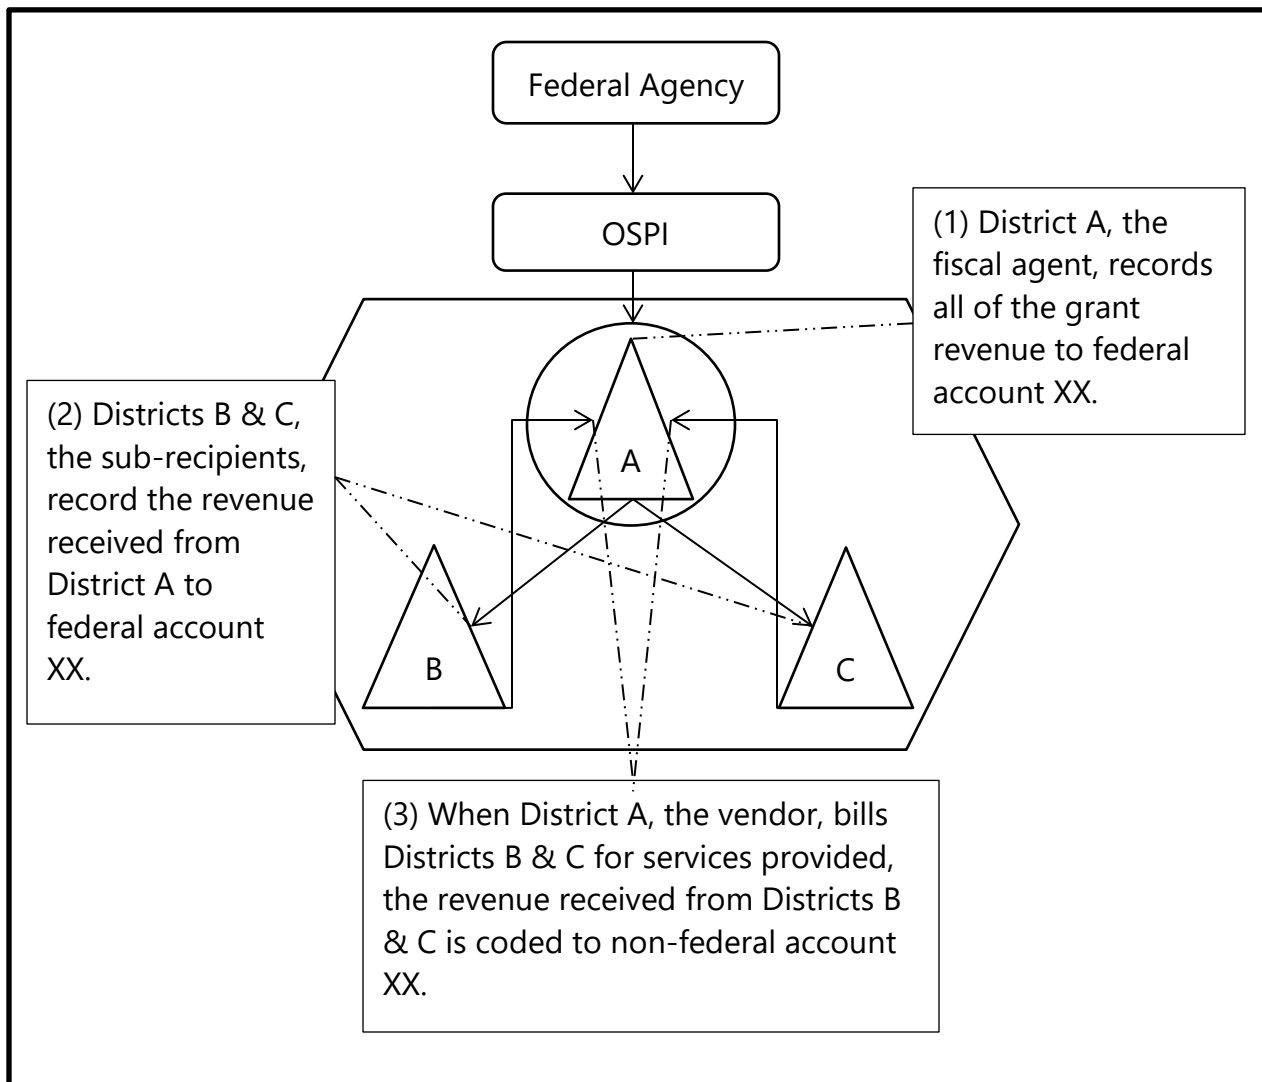 Federal Agency
OSPI
(1) District A, the
fiscal agent, records
all of the grant
revenue to federal
account XX.
(2) Districts B & C,
the sub-recipients,
record the revenue
received from
District A to
federal account
XX.
A
B
C
(3) When District A, the vendor, bills
Districts B & C for services provided,
the revenue received from Districts B
& C is coded to non-federal account
XX.